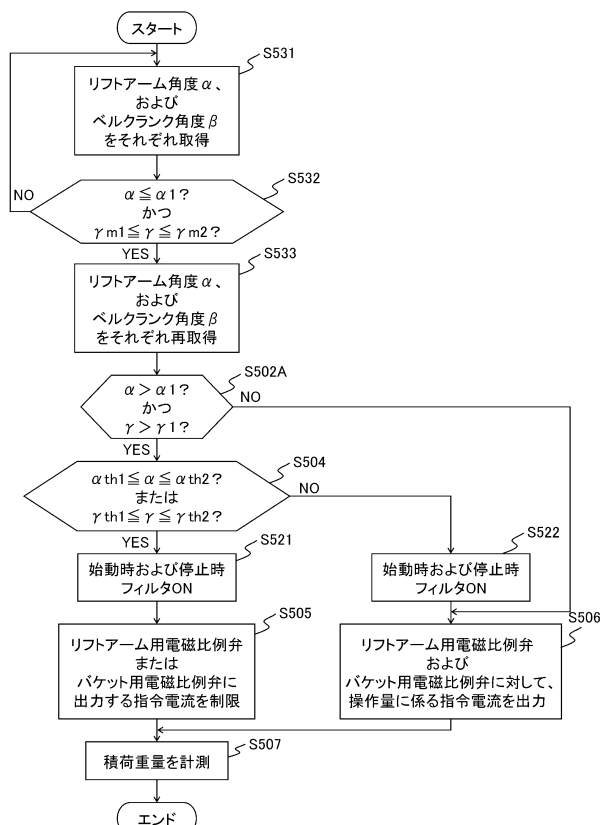 スタート
S531
リフトアーム角度α、
および
ベルクランク角度β
をそれぞれ取得
S532
NO
α≦α1?
かつ
γm1≦γ≦γm2?
YES
S533
リフトアーム角度α、
および
ベルクランク角度β
をそれぞれ再取得
S502A
α>α1?
かつ
γ>γ1?
NO
YES
S504
αth1≦α≦αth2?
または
γth1≦γ≦γth2?
NO
YES
S521
始動時および停止時
フィルタON
S522
始動時および停止時
フィルタON
S505
リフトアーム用電磁比例弁
または
バケット用電磁比例弁に
出力する指令電流を制限
S506
リフトアーム用電磁比例弁
および
バケット用電磁比例弁に対して、
操作量に係る指令電流を出力
S507
積荷重量を計測
エンド